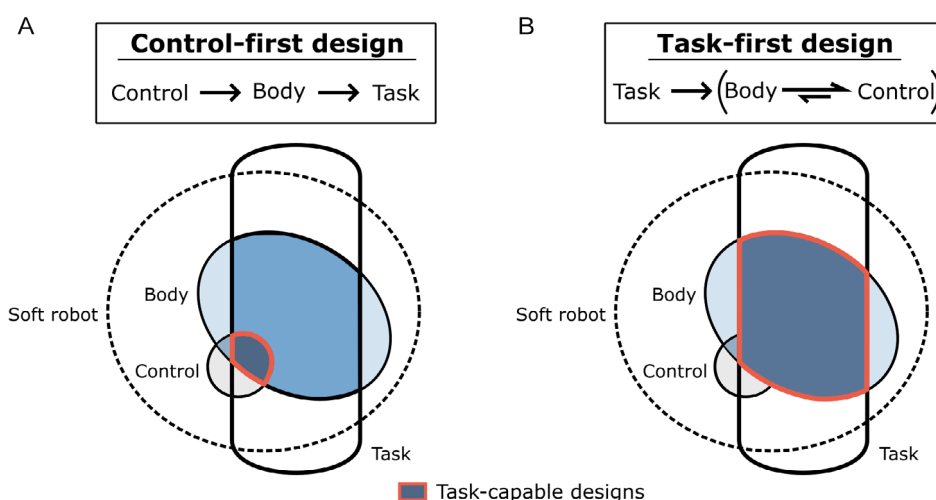 A
Control-first design
Control → Body → Task
Body
Soft robot
Control
Task
B
Task-first design
Task → (Body ⇌ Control)
Body
Soft robot
Control
Task
Task-capable designs